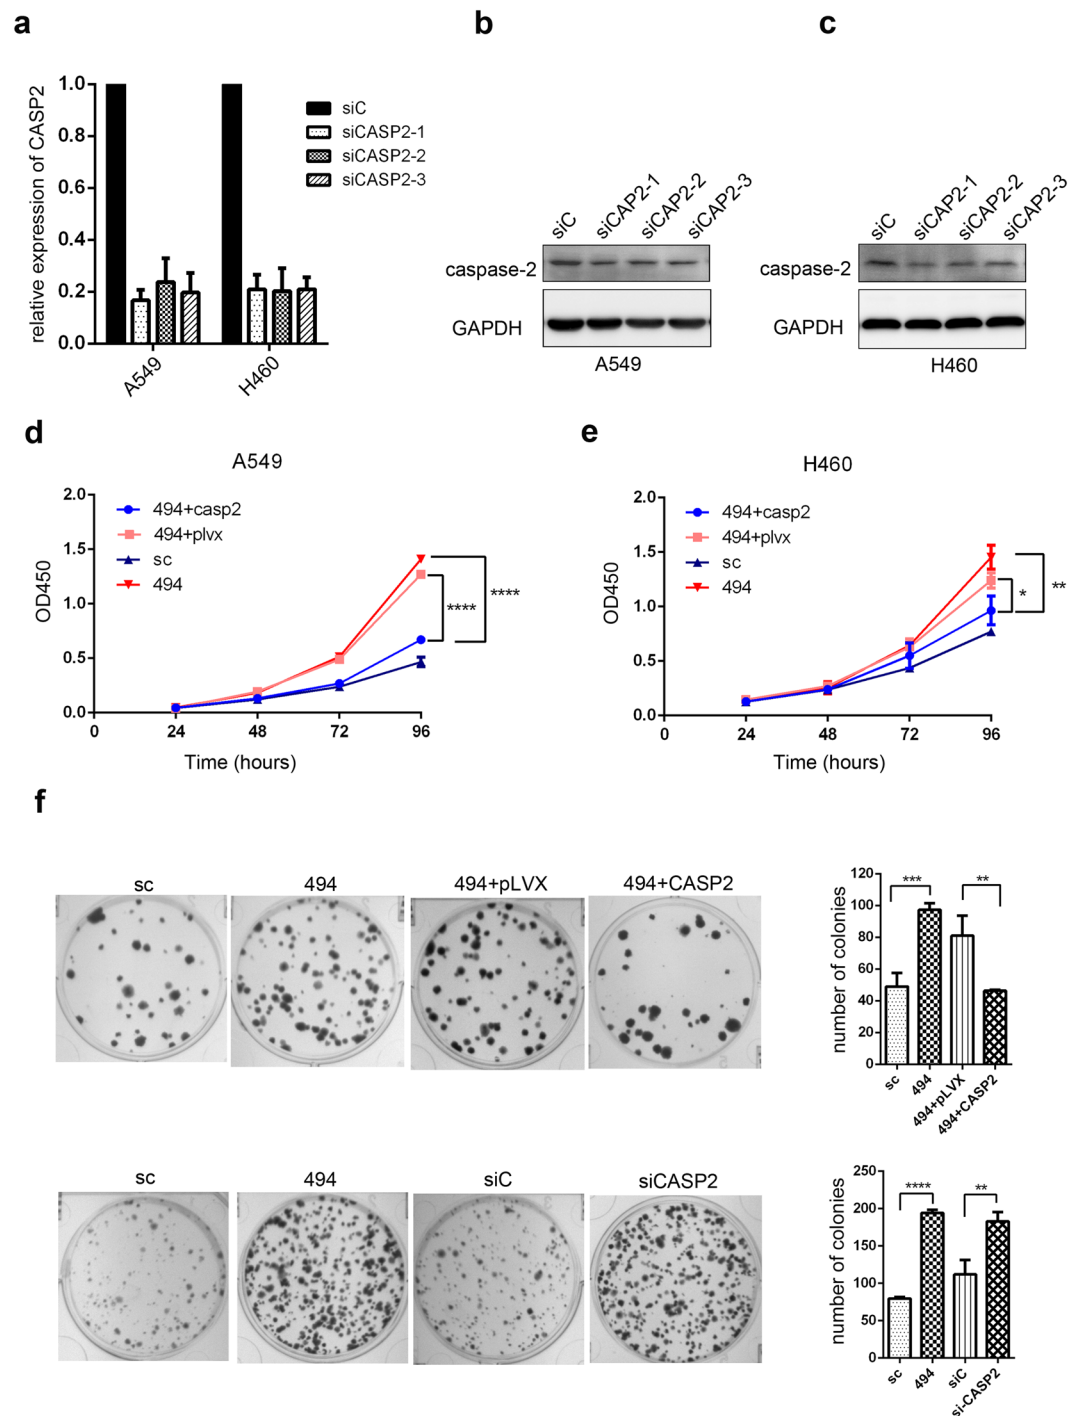 a
relative expression of CASP2
1.0
0.8
0.6
0.4
0.2
0.0
A549
H460
siC
siCASP2-1
siCASP2-2
siCASP2-3
b
siC
siCAP2-1
siCAP2-2
siCAP2-3
caspase-2
GAPDH
A549
c
siC
siCAP2-1
siCAP2-2
siCAP2-3
caspase-2
GAPDH
H460
d
A549
OD450
2.0
1.5
1.0
0.5
0.0
0
24
48
72
96
Time (hours)
494+casp2
494+plvx
sc
494
****
****
e
H460
OD450
2.0
1.5
1.0
0.5
0.0
0
24
48
72
96
Time (hours)
494+casp2
494+plvx
sc
494
*
**
f
sc
494
494+pLVX
494+CASP2
number of colonies
120
100
80
60
40
20
0
***
**
sc
494
494+pLVX
494+CASP2
sc
494
siC
siCASP2
number of colonies
250
200
150
100
50
0
****
**
sc
494
siC
si-CASP2